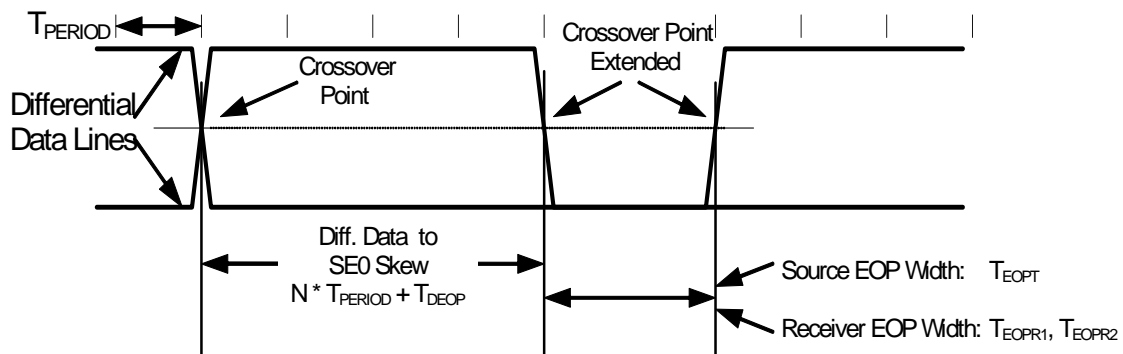 TPERIOD
Crossover Point
Extended
Crossover
Point
Differential
Data Lines
Diff. Data to
SE0 Skew
N * TPERIOD + TDEOP
Source EOP Width: TEOPT
Receiver EOP Width: TEOPR1, TEOPR2